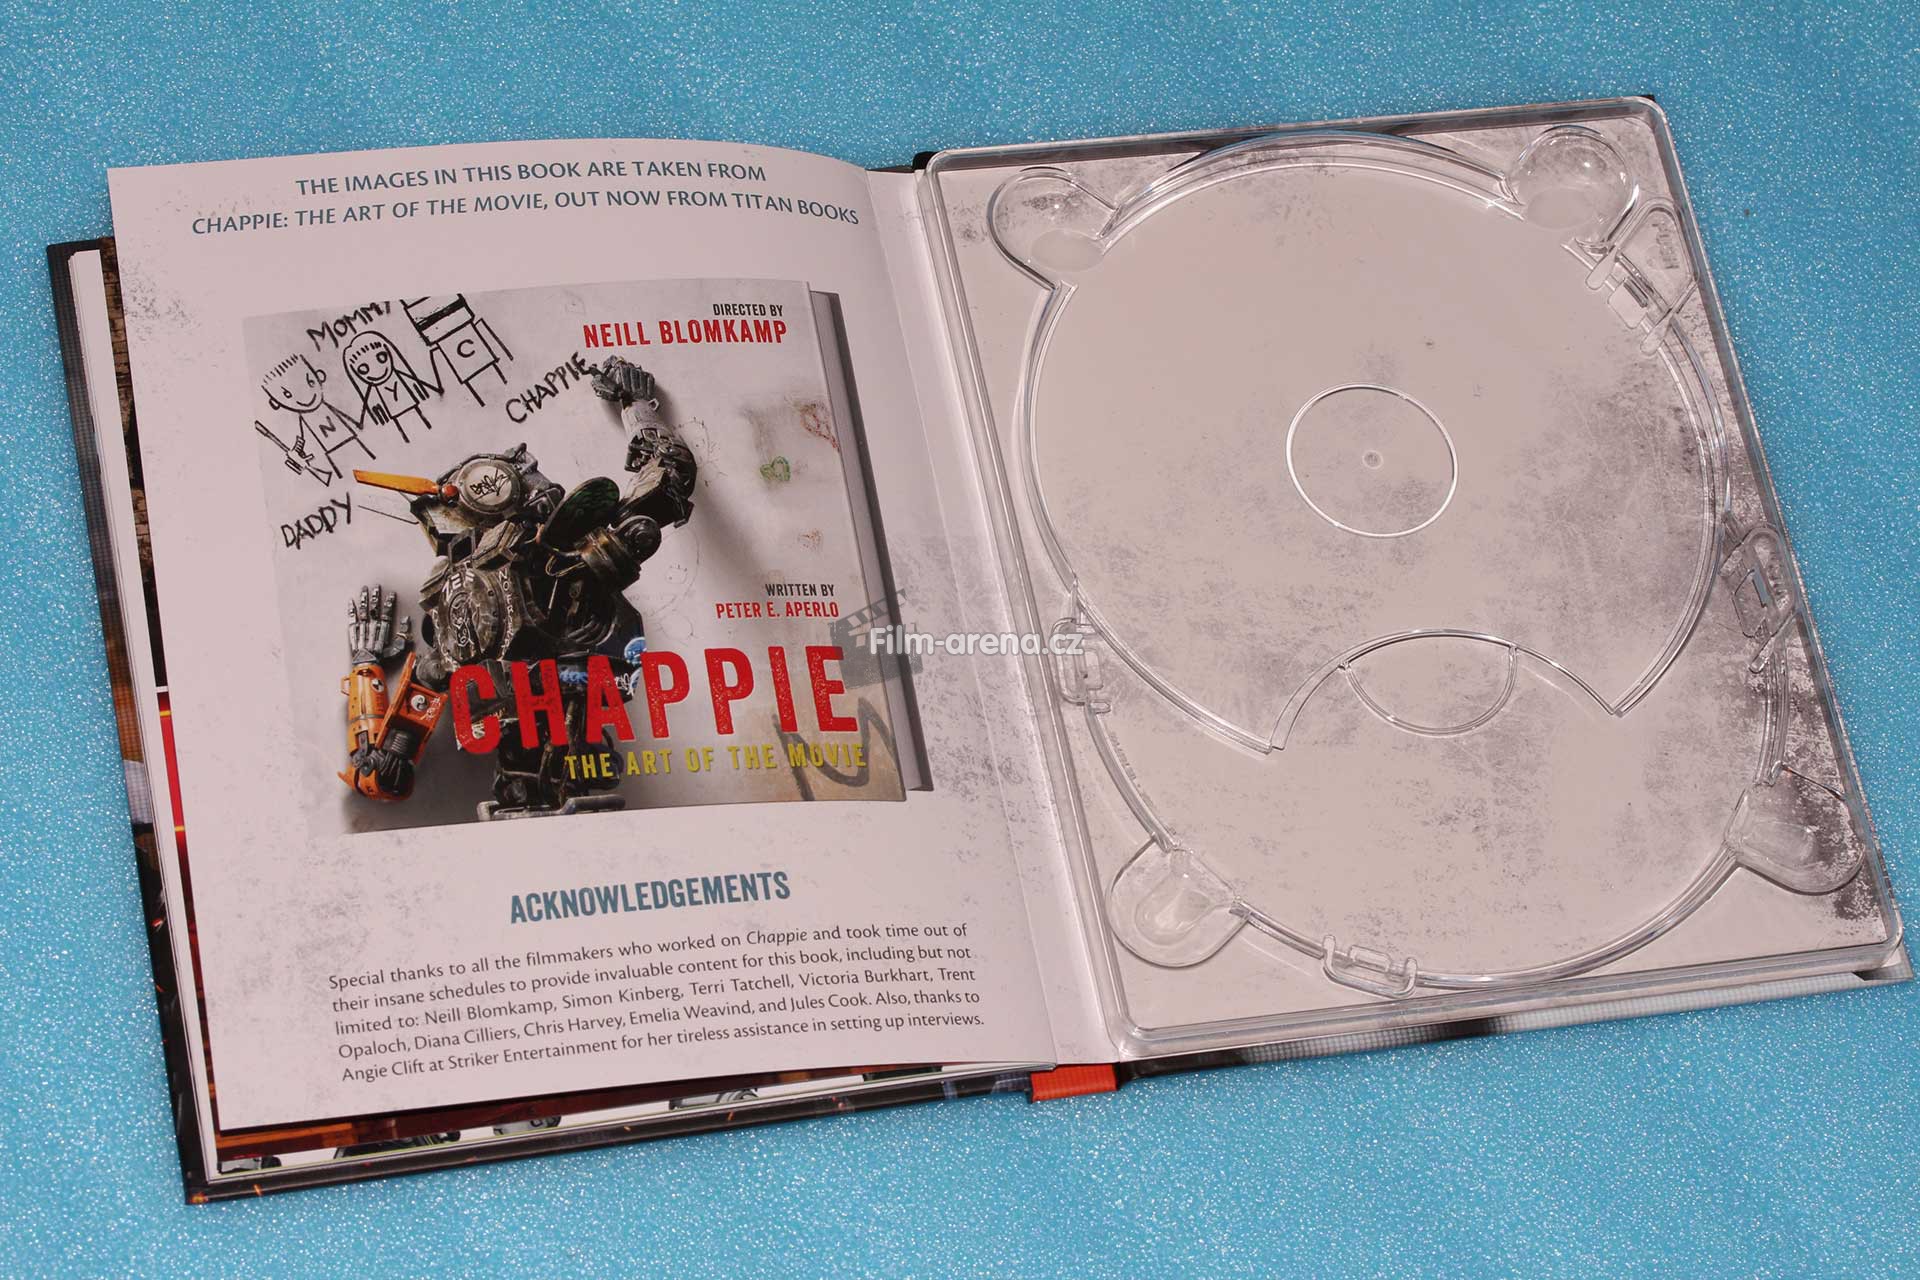 THE IMAGES IN THIS BOOK ARE TAKEN FROM
CHAPPIE: THE ART OF THE MOVIE, OUT NOW FROM TITAN BOOKS
DIRECTED BY
NEILL BLOMKAMP
MOMMY
C
CHAPPIE
Y
N
DADDY
WRITTEN BY
PETER E. APERLO
Film-arena.cz
CHAPPIE
THE ART OF THE MOVIE
ACKNOWLEDGEMENTS
Special thanks to all the filmmakers who worked on Chappie and took time out of
their insane schedules to provide invaluable content for this book, including but not
limited to: Neill Blomkamp, Simon Kinberg, Terri Tatchell, Victoria Burkhart, Trent
Opaloch, Diana Cilliers, Chris Harvey, Emelia Weavind, and Jules Cook. Also, thanks to
Angie Clift at Striker Entertainment for her tireless assistance in setting up interviews.